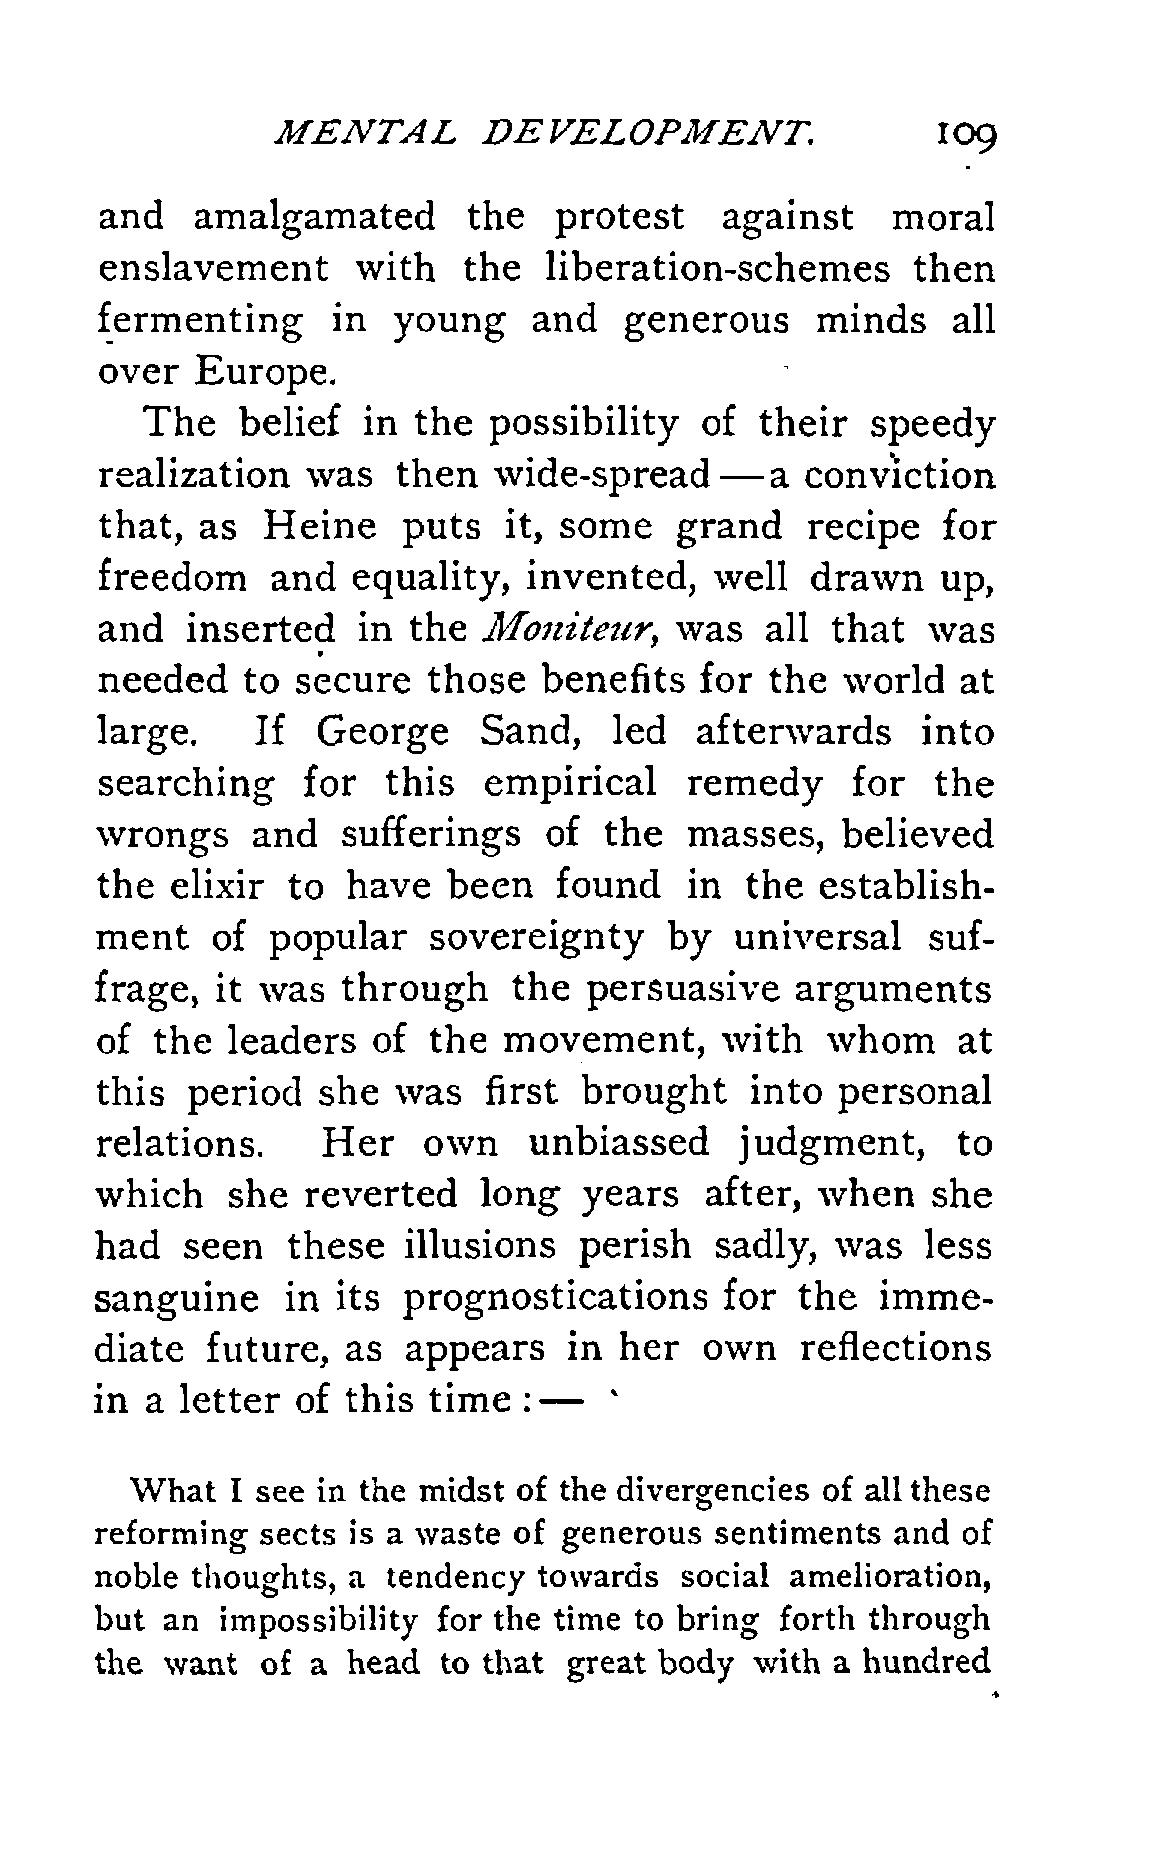 MENTAL DEVELOPMENT. 109
and amalgamated the protest against moral
enslavement with the liberation-schemes then
fermenting in young and generous minds all
over Europe.
The belief in the possibility of their speedy
realization was then wide-spread — a conviction
that, as Heine puts it, some grand recipe for
freedom and equality, invented, well drawn up,
and inserted in the Moniteur, was all that was
needed to secure those benefits for the world at
large. If George Sand, led afterwards into
searching for this empirical remedy for the
wrongs and sufferings of the masses, believed
the elixir to have been found in the establish-
ment of popular sovereignty by universal suf-
frage, it was through the persuasive arguments
of the leaders of the movement, with whom at
this period she was first brought into personal
relations. Her own unbiassed judgment, to
which she reverted long years after, when she
had seen these illusions perish sadly, was less
sanguine in its prognostications for the imme-
diate future, as appears in her own reflections
in a letter of this time : —
What I see in the midst of the divergencies of all these
reforming sects is a waste of generous sentiments and of
noble thoughts, a tendency towards social amelioration,
but an impossibility for the time to bring forth through
the want of a head to that great body with a hundred